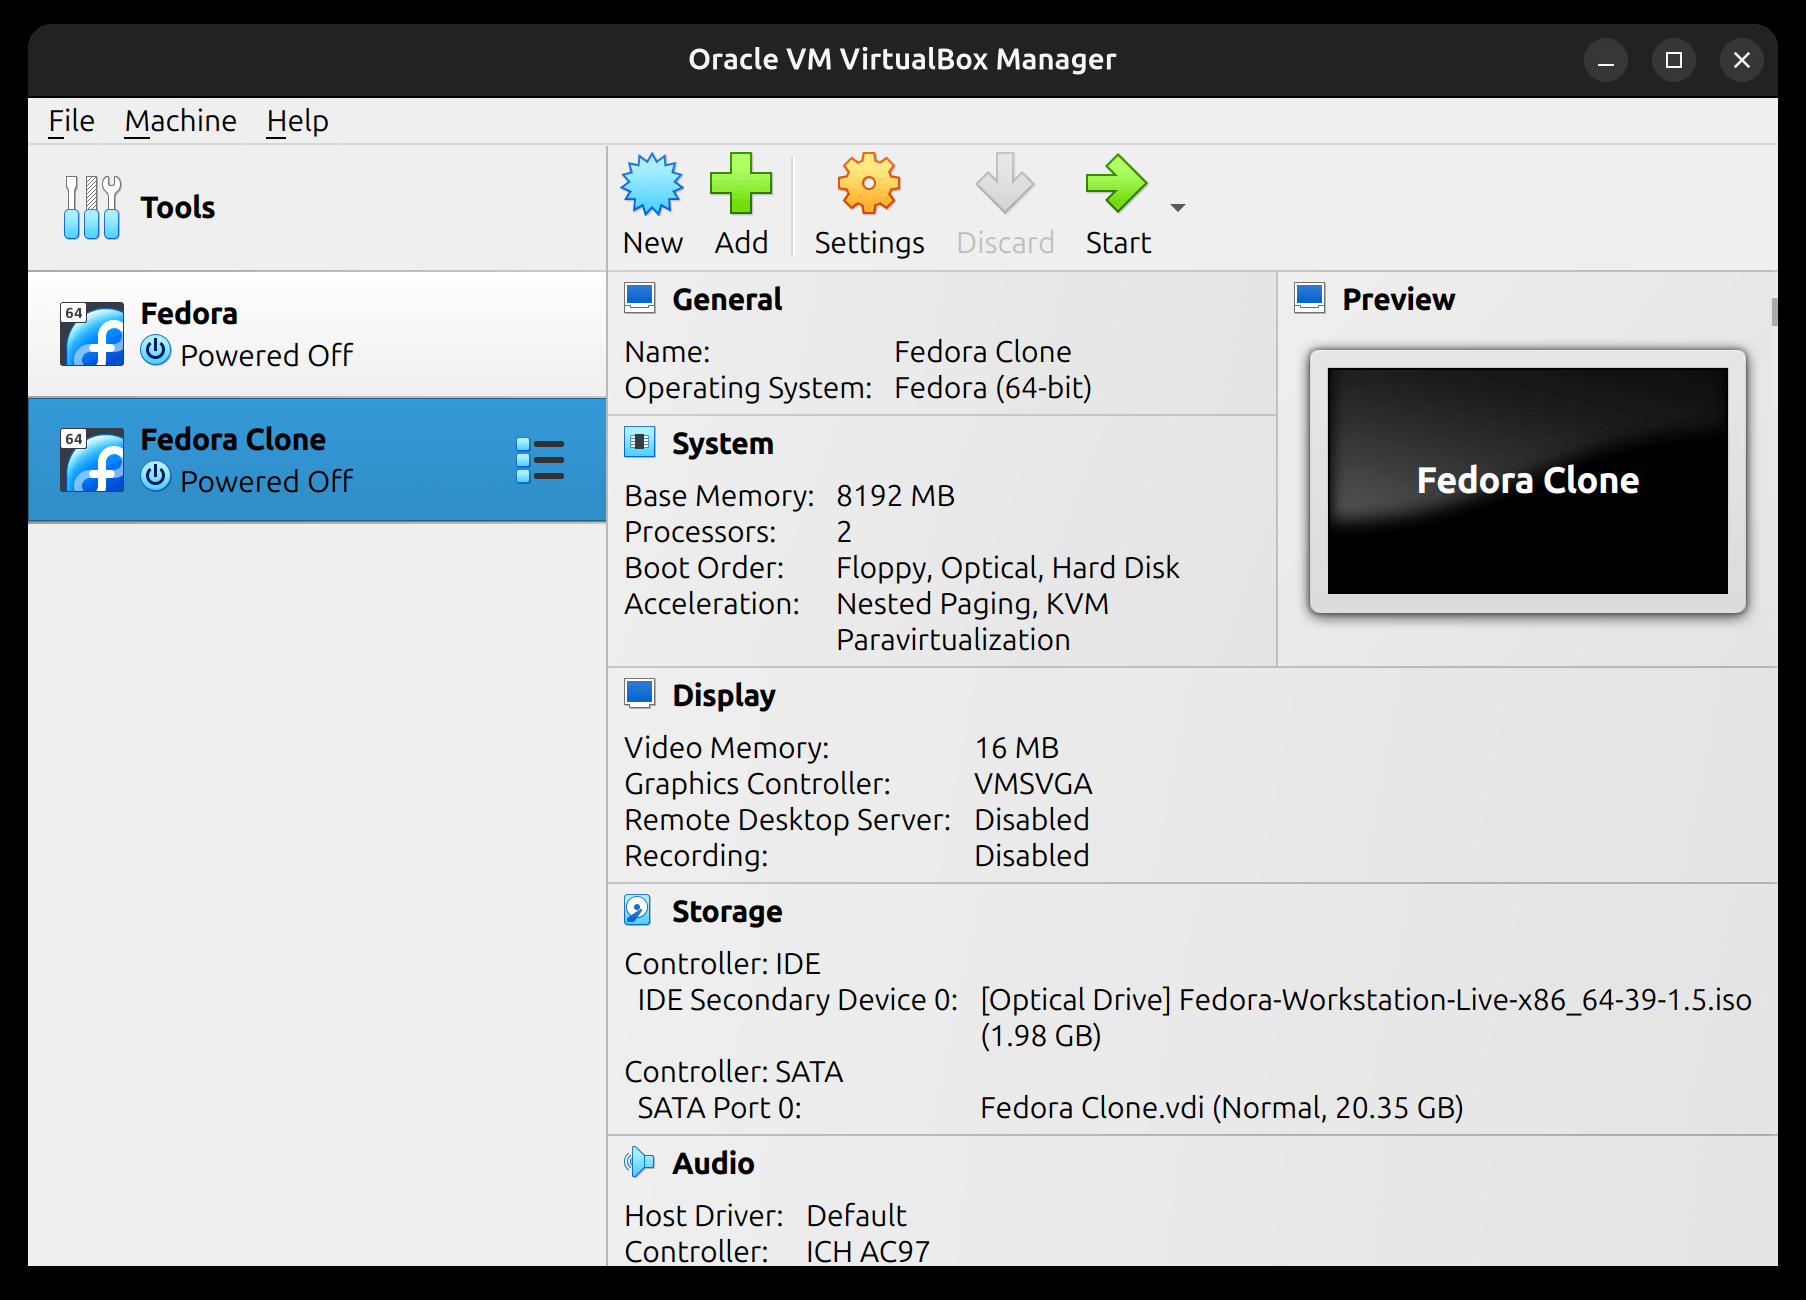 Oracle VM VirtualBox Manager
File Machine Help
Tools
New Add Settings Discard Start
64 Fedora
Powered Off
64 Fedora Clone
Powered Off
General
Name: Fedora Clone
Operating System: Fedora (64-bit)
Preview
Fedora Clone
System
Base Memory: 8192 MB
Processors: 2
Boot Order: Floppy, Optical, Hard Disk
Acceleration: Nested Paging, KVM
Paravirtualization
Display
Video Memory: 16 MB
Graphics Controller: VMSVGA
Remote Desktop Server: Disabled
Recording: Disabled
Storage
Controller: IDE
IDE Secondary Device 0: [Optical Drive] Fedora-Workstation-Live-x86_64-39-1.5.iso
(1.98 GB)
Controller: SATA
SATA Port 0: Fedora Clone.vdi (Normal, 20.35 GB)
Audio
Host Driver: Default
Controller: ICH AC97